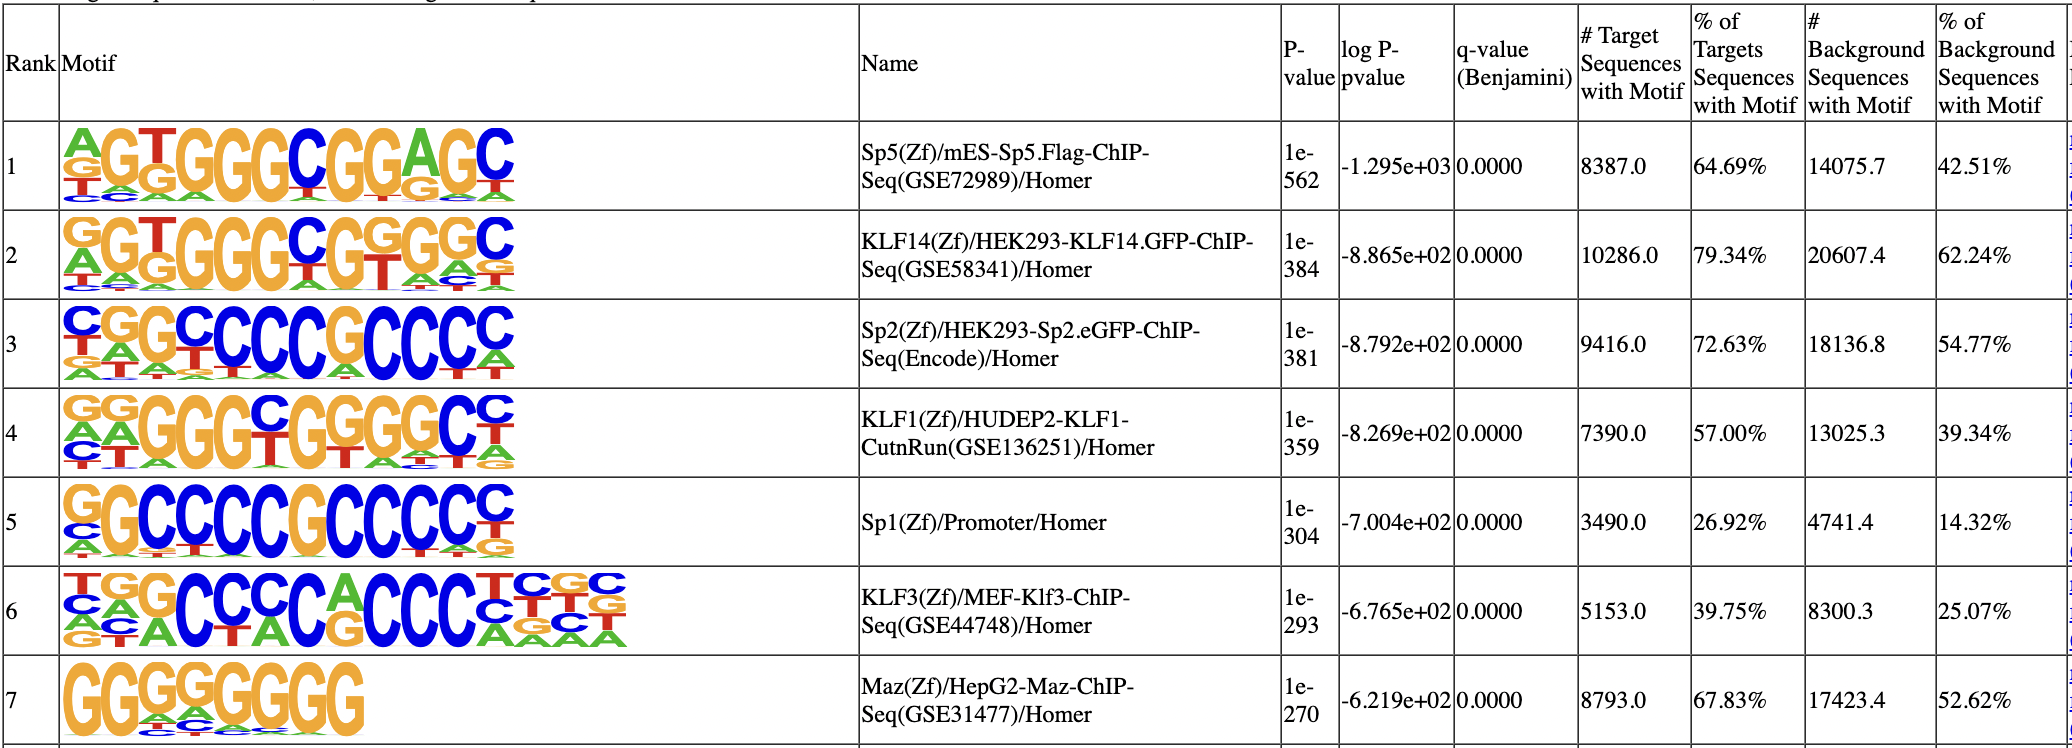 Rank Motif Name P-value log P-pvalue q-value (Benjamini) # Target Sequences with Motif % of Targets Sequences with Motif # Background Sequences with Motif % of Background Sequences with Motif
1 Sp5(Zf)/mES-Sp5.Flag-ChIP-Seq(GSE72989)/Homer 1e-562 -1.295e+03 0.0000 8387.0 64.69% 14075.7 42.51%
2 KLF14(Zf)/HEK293-KLF14.GFP-ChIP-Seq(GSE58341)/Homer 1e-384 -8.865e+02 0.0000 10286.0 79.34% 20607.4 62.24%
3 Sp2(Zf)/HEK293-Sp2.eGFP-ChIP-Seq(Encode)/Homer 1e-381 -8.792e+02 0.0000 9416.0 72.63% 18136.8 54.77%
4 KLF1(Zf)/HUDEP2-KLF1-CutnRun(GSE136251)/Homer 1e-359 -8.269e+02 0.0000 7390.0 57.00% 13025.3 39.34%
5 Sp1(Zf)/Promoter/Homer 1e-304 -7.004e+02 0.0000 3490.0 26.92% 4741.4 14.32%
6 KLF3(Zf)/MEF-Klf3-ChIP-Seq(GSE44748)/Homer 1e-293 -6.765e+02 0.0000 5153.0 39.75% 8300.3 25.07%
7 Maz(Zf)/HepG2-Maz-ChIP-Seq(GSE31477)/Homer 1e-270 -6.219e+02 0.0000 8793.0 67.83% 17423.4 52.62%